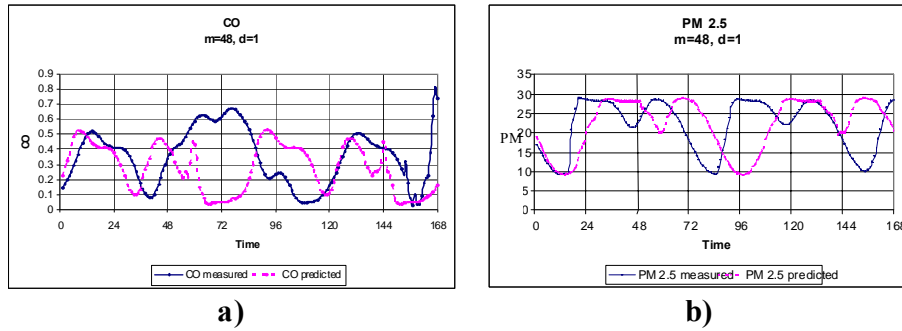 CO
m=48, d=1
0.9
0.8
0.7
0.6
0.5
0.4
0.3
0.2
0.1
0
CO
0 24 48 72 96 120 144 168
Time
CO measured CO predicted
a)
PM 2.5
m=48, d=1
35
30
25
20
15
10
5
0
PM
0 24 48 72 96 120 144 168
Time
PM 2.5 measured PM 2.5 predicted
b)